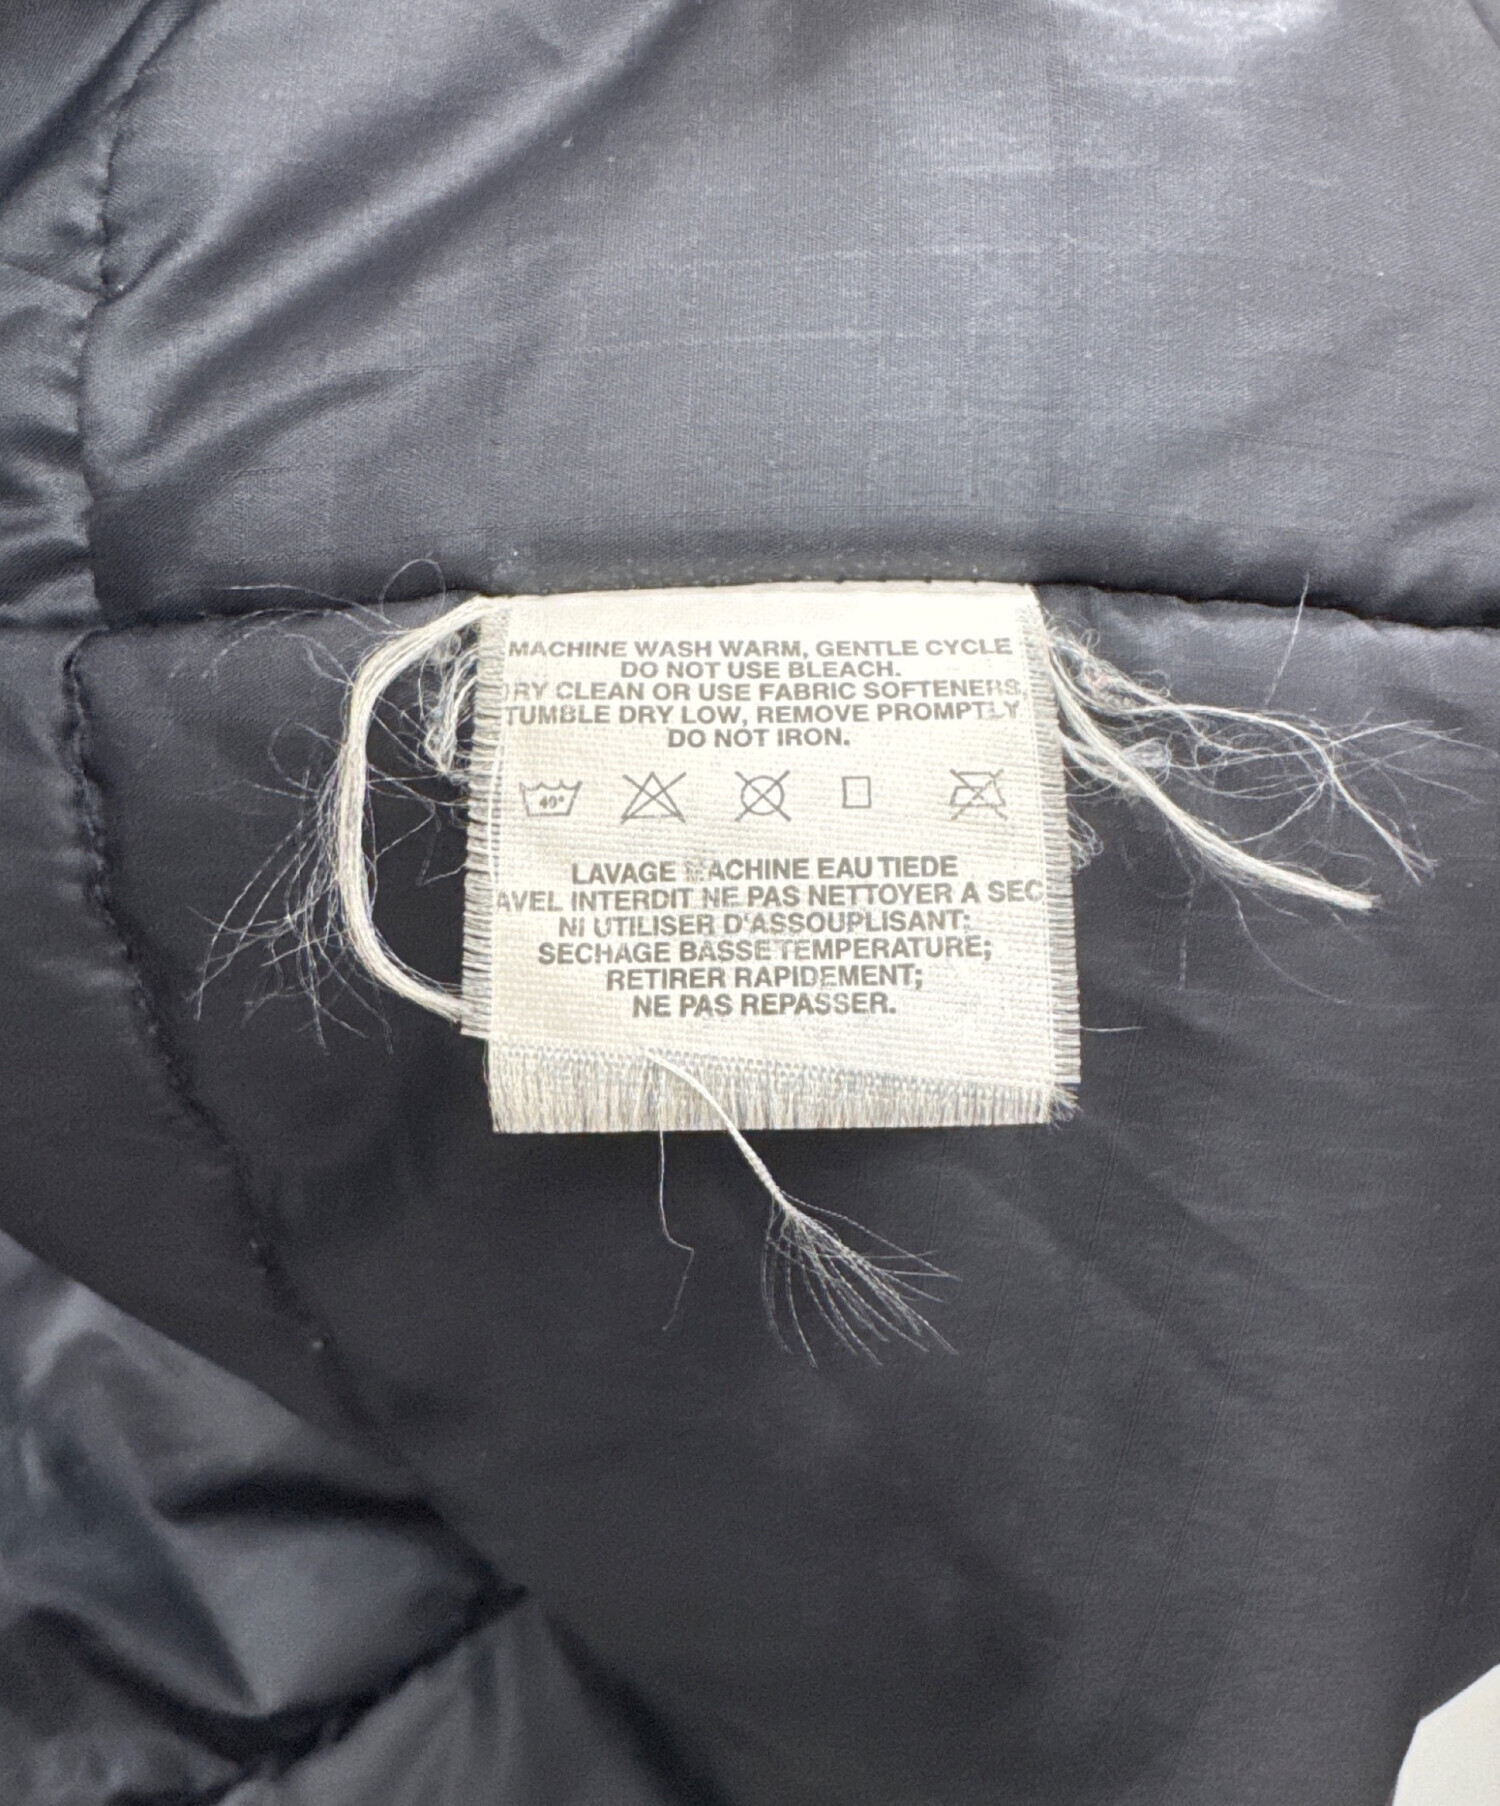 MACHINE WASH WARM, GENTLE CYCLE
DO NOT USE BLEACH.
RY CLEAN OR USE FABRIC SOFTENERS,
TUMBLE DRY LOW, REMOVE PROMPTLY
DO NOT IRON.
40°
LAVAGE MACHINE EAU TIEDE
AVEL INTERDIT NE PAS NETTOYER A SEC
NI UTILISER D'ASSOUPLISANT;
SECHAGE BASSE TEMPERATURE;
RETIRER RAPIDEMENT;
NE PAS REPASSER.